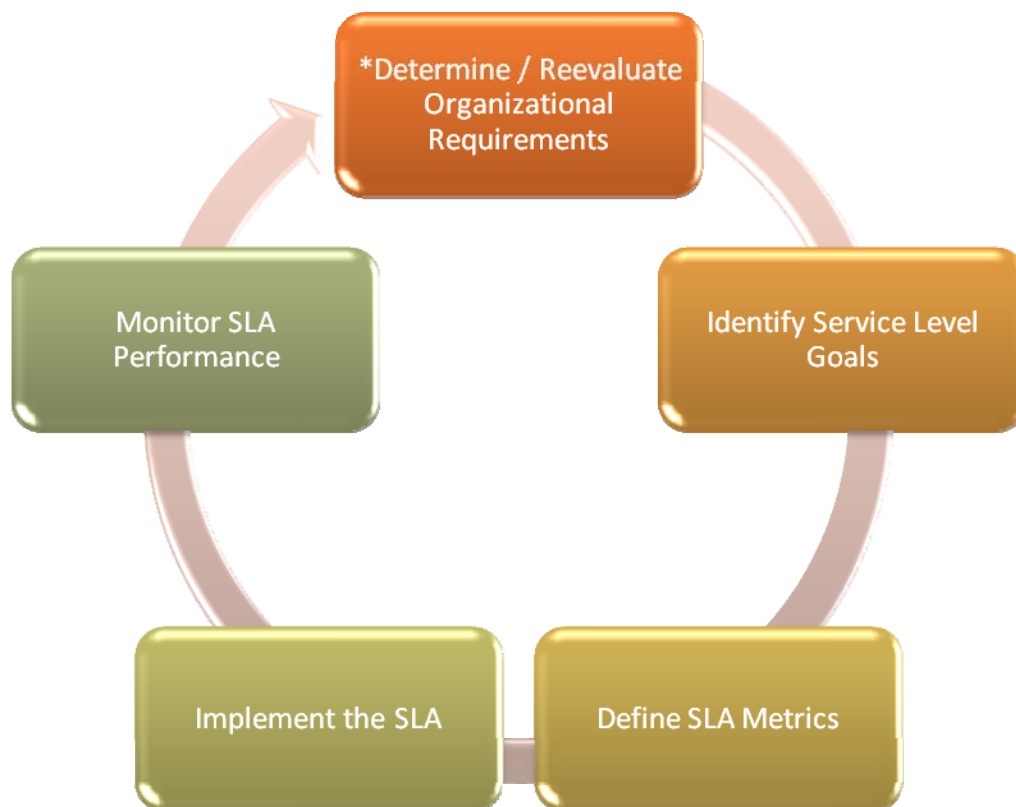 *Determine / Reevaluate
Organizational
Requirements
Identify Service Level
Goals
Define SLA Metrics
Implement the SLA
Monitor SLA
Performance